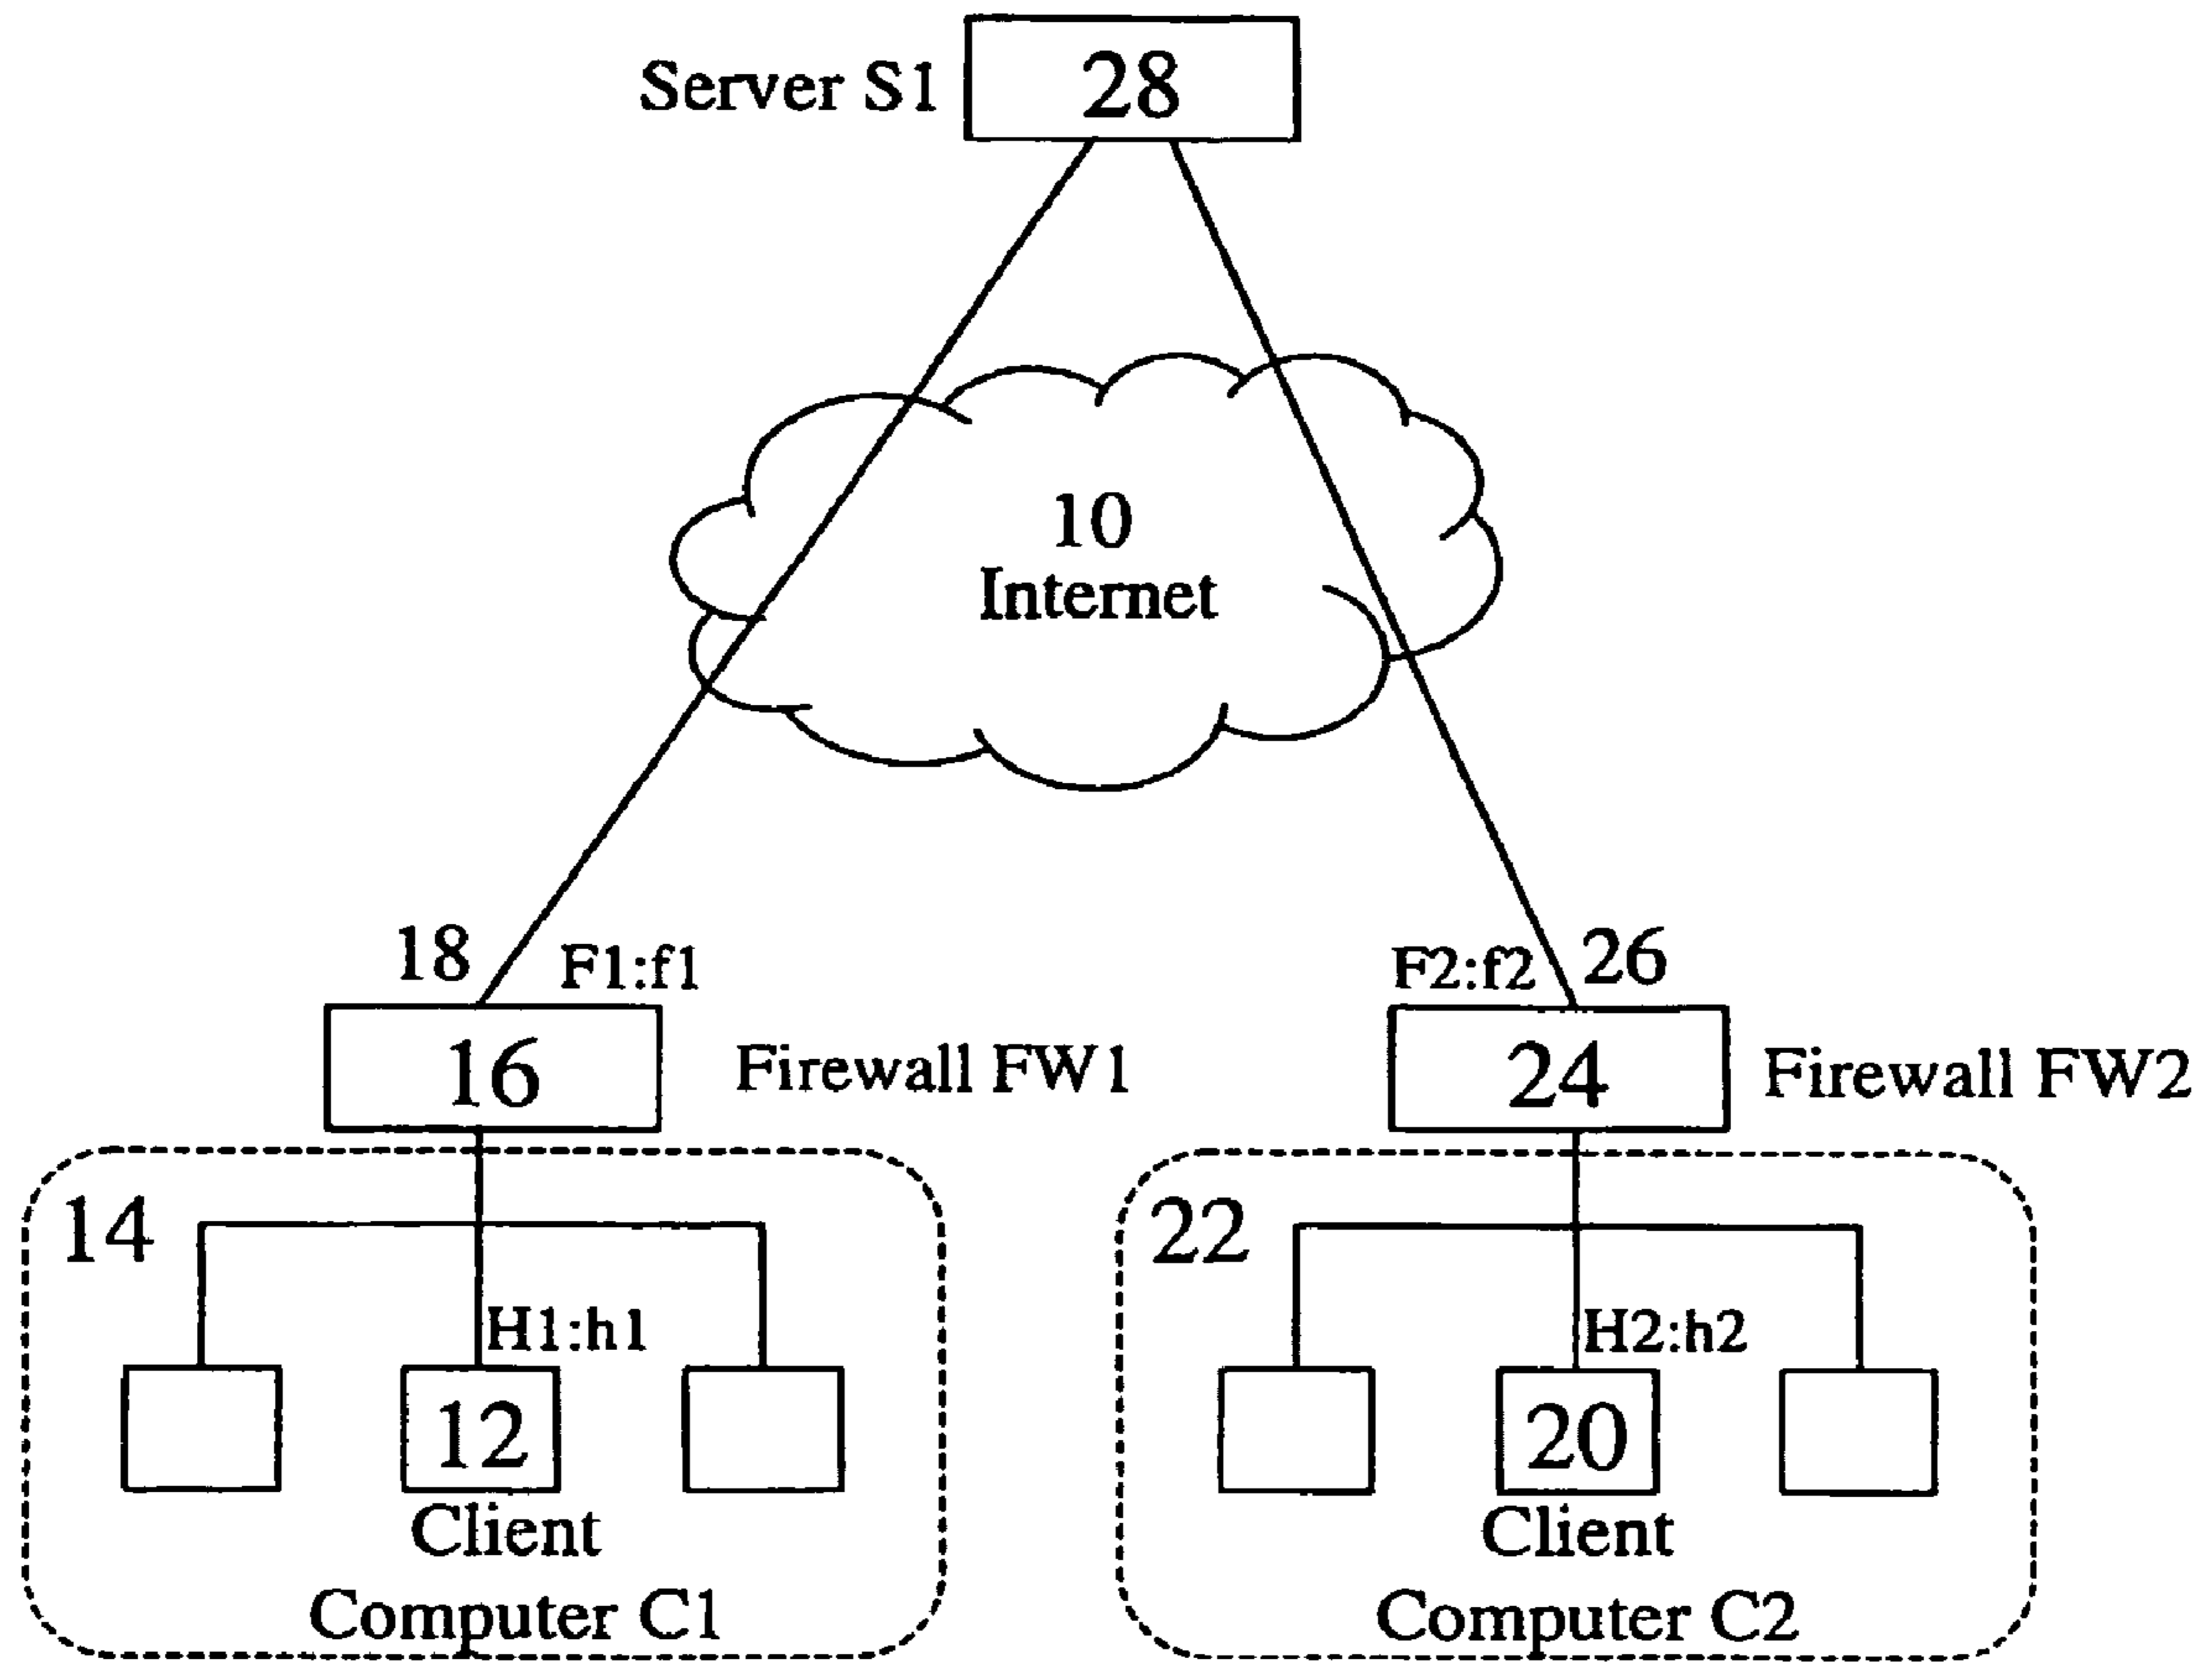 Server S1
28
10
Internet
18
F1:f1
F2:f2
26
16
Firewall FW1
24
Firewall FW2
14
22
H1:h1
H2:h2
12
20
Client
Client
Computer C1
Computer C2